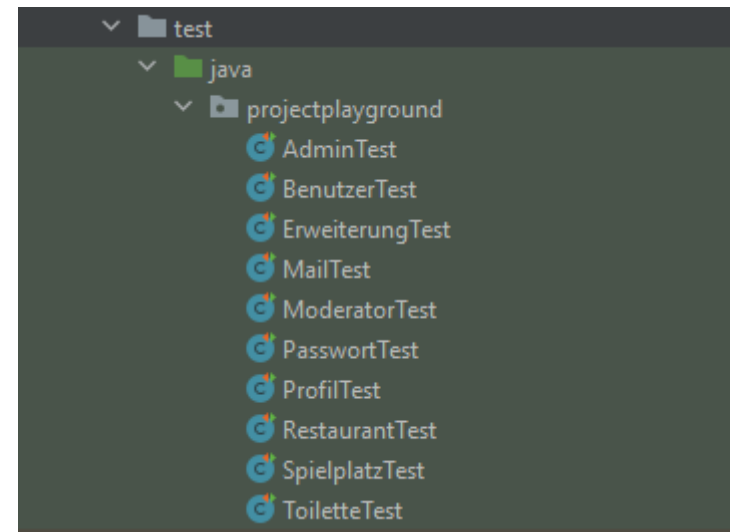 test
java
projectplayground
AdminTest
BenutzerTest
ErweiterungTest
MailTest
ModeratorTest
PasswortTest
ProfilTest
RestaurantTest
SpielplatzTest
ToiletteTest